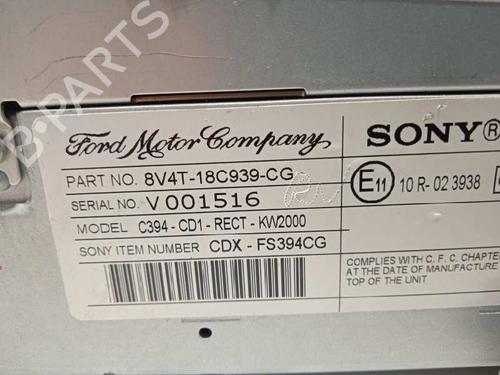 Ford Motor Company
SONY®
PART NO. 8V4T-18C939-CG
SERIAL NO. V 001516
MODEL C394 - CD1 - RECT - KW2000
SONY ITEM NUMBER CDX - FS394CG
E11 10 R- 02 3938
COMPLIES WITH C. F. C. CHAPTE
AT THE DATE OF MANUFACTURE
TOP OF THE UNIT
B-PARTS